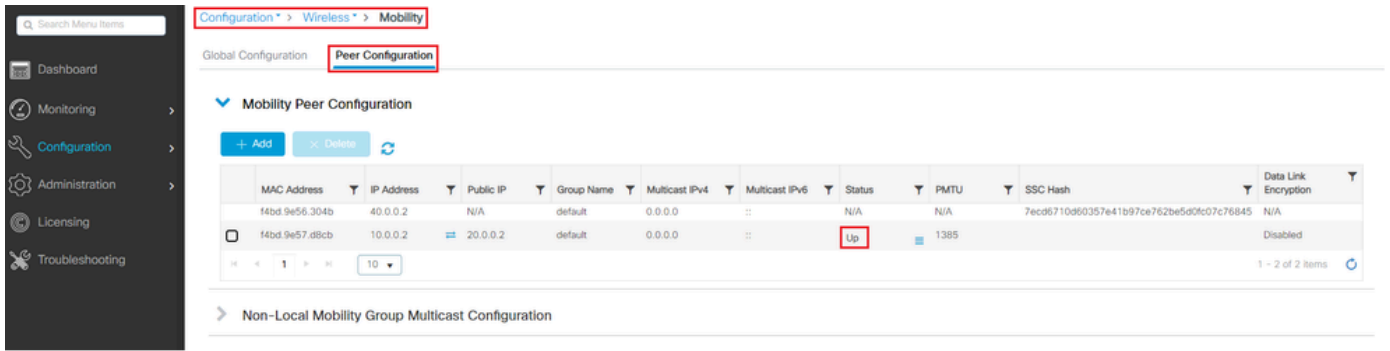 Search Menu Items
Dashboard
Monitoring
Configuration
Administration
Licensing
Troubleshooting
Configuration > Wireless > Mobility
Global Configuration Peer Configuration
Mobility Peer Configuration
+ Add × Delete
MAC Address IP Address Public IP Group Name Multicast IPv4 Multicast IPv6 Status PMTU SSC Hash Data Link Encryption
f4bd.9e56.304b 40.0.0.2 N/A default 0.0.0.0 :: N/A N/A 7ecd6710d60357e41b97ce762be5d0fc07c76845 N/A
f4bd.9e57.d8cb 10.0.0.2 20.0.0.2 default 0.0.0.0 :: Up 1385 Disabled
1 10 1 - 2 of 2 items
Non-Local Mobility Group Multicast Configuration